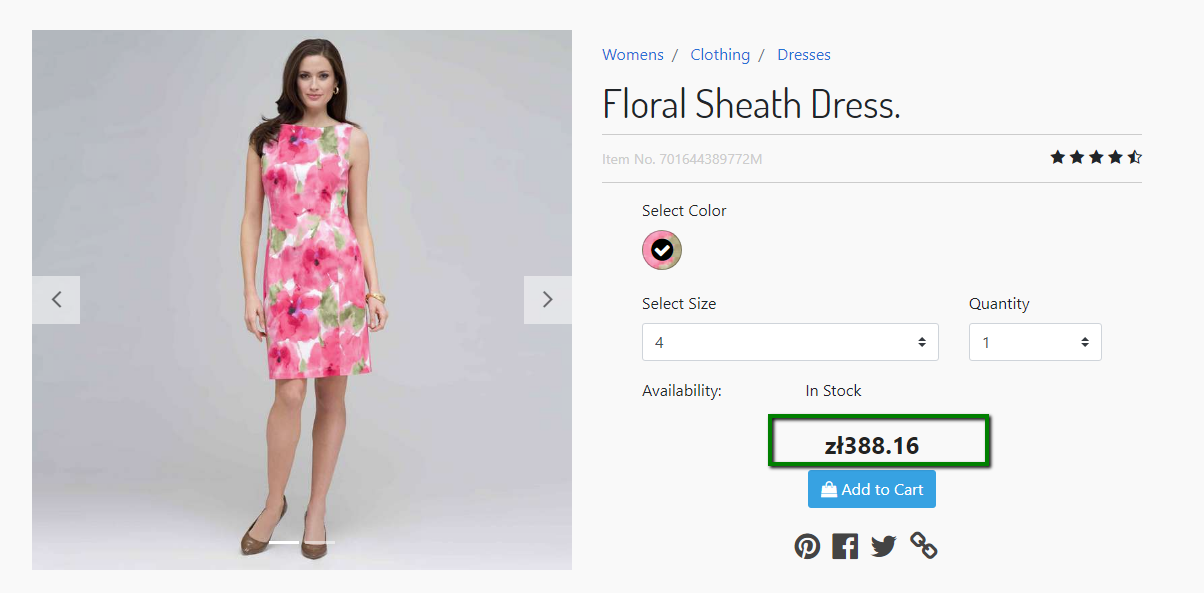 Womens / Clothing / Dresses
Floral Sheath Dress.
Item No. 701644389772M
Select Color
Select Size
Quantity
4
1
Availability:
In Stock
zł388.16
Add to Cart